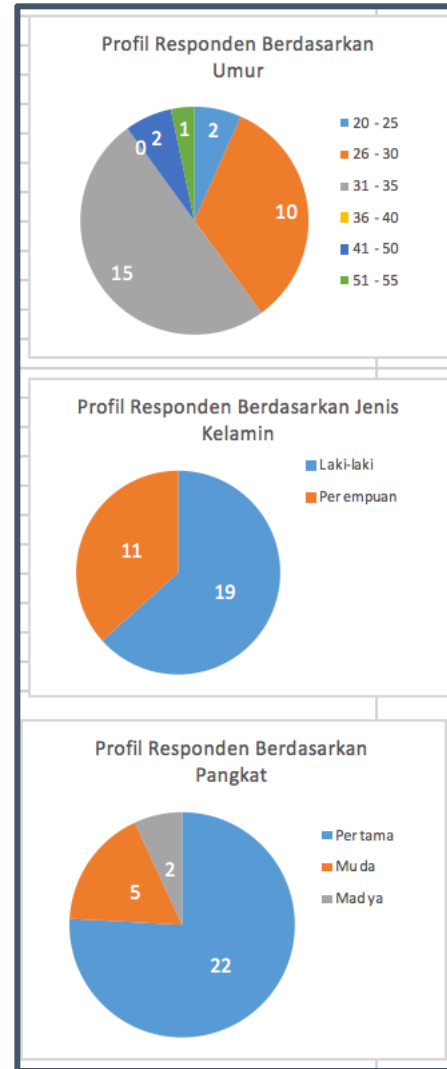 Profil Responden Berdasarkan
Umur
2
10
15
0
2
1
20 - 25
26 - 30
31 - 35
36 - 40
41 - 50
51 - 55
Profil Responden Berdasarkan Jenis
Kelamin
Laki-laki
Perempuan
11
19
Profil Responden Berdasarkan
Pangkat
Pertama
Muda
Madya
2
5
22